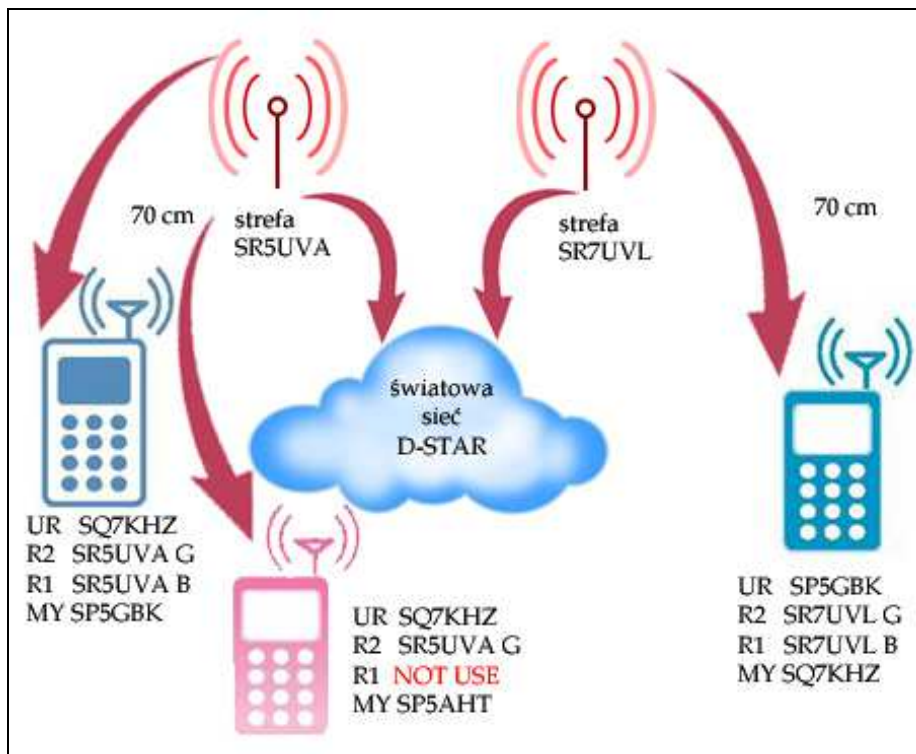 70 cm
strefa
SR5UVA
strefa
SR7UVL
70 cm
światowa
sieć
D-STAR
UR SQ7KHZ
R2 SR5UVA G
R1 SR5UVA B
MY SP5GBK
UR SQ7KHZ
R2 SR5UVA G
R1 NOT USE
MY SP5AHT
UR SP5GBK
R2 SR7UVL G
R1 SR7UVL B
MY SQ7KHZ